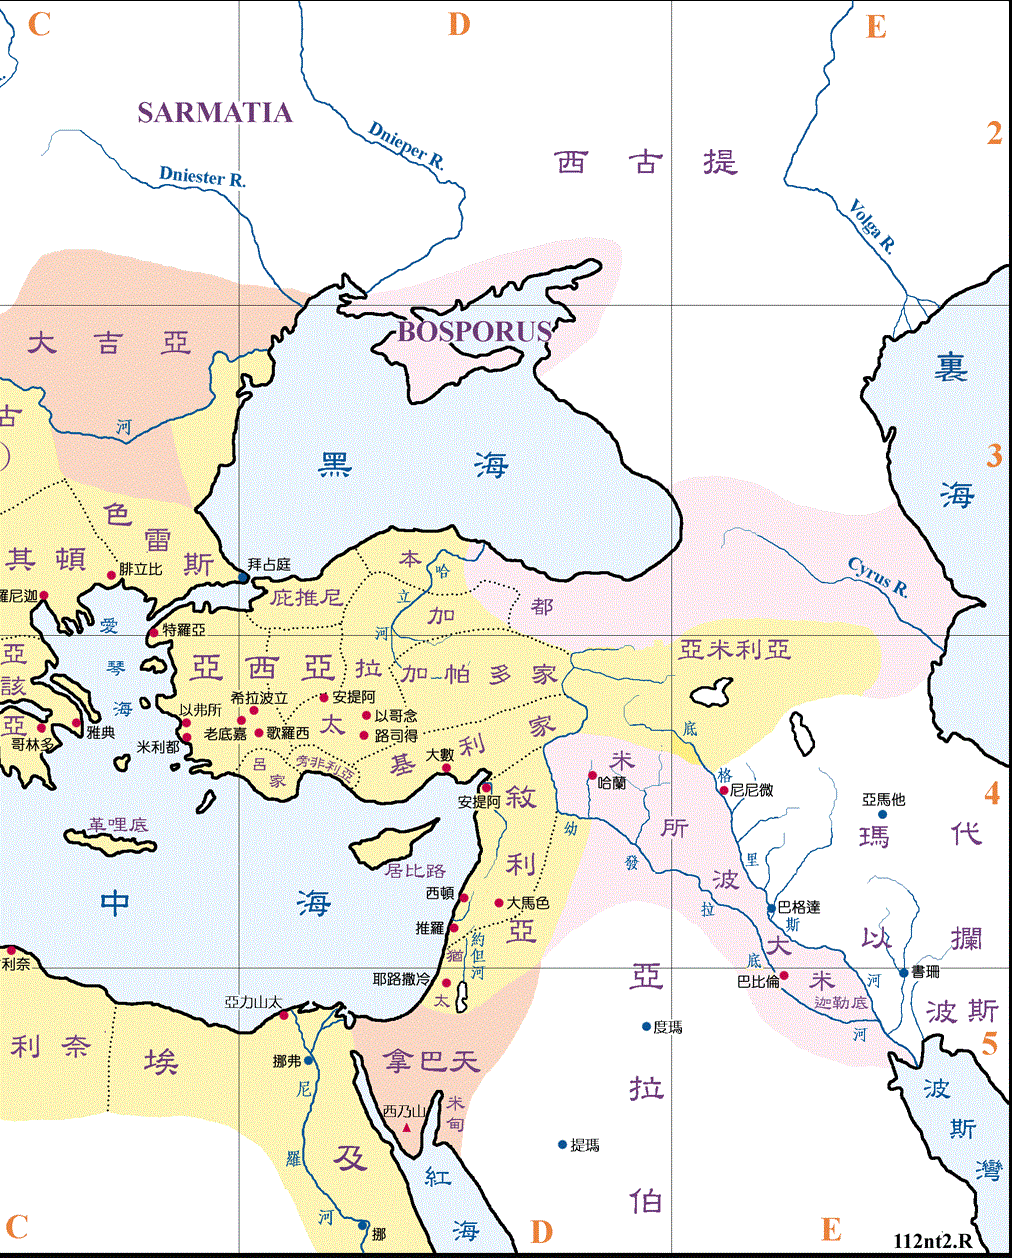 C
D
E
SARMATIA
Dnieper R.
2
西古提
Dniester R.
Volga R.
BOSPORUS
大吉亞
裏海
古
河
)
黑海
3
色雷斯
其頓
拜占庭
本
哈
腓立比
立
Cyrus R.
羅尼迦
庇推尼
加
都
愛琴海
特羅亞
河
亞該亞
亞西亞
拉太
加帕多家
亞米利亞
希拉波立
安提阿
以弗所
以哥念
雅典
老底嘉
歌羅西
路司得
哥林多
米利都
家
底
呂家
旁非利亞
基利
大數
米
格
哈蘭
尼尼微
4
安提阿
敘利亞
亞馬他
革哩底
幼
所
瑪代
發
里
居比路
波
中海
西頓
大馬色
拉
巴格達
斯
推羅
約但河
大
以攔
利奈
猶太
底
米
河
書珊
耶路撒冷
巴比倫
亞拉伯
迦勒底
亞力山太
波斯
度瑪
河
5
利奈
埃及
挪弗
拿巴天
尼羅河
波斯灣
米甸
西乃山
提瑪
紅海
挪
C
D
E
112nt2.R